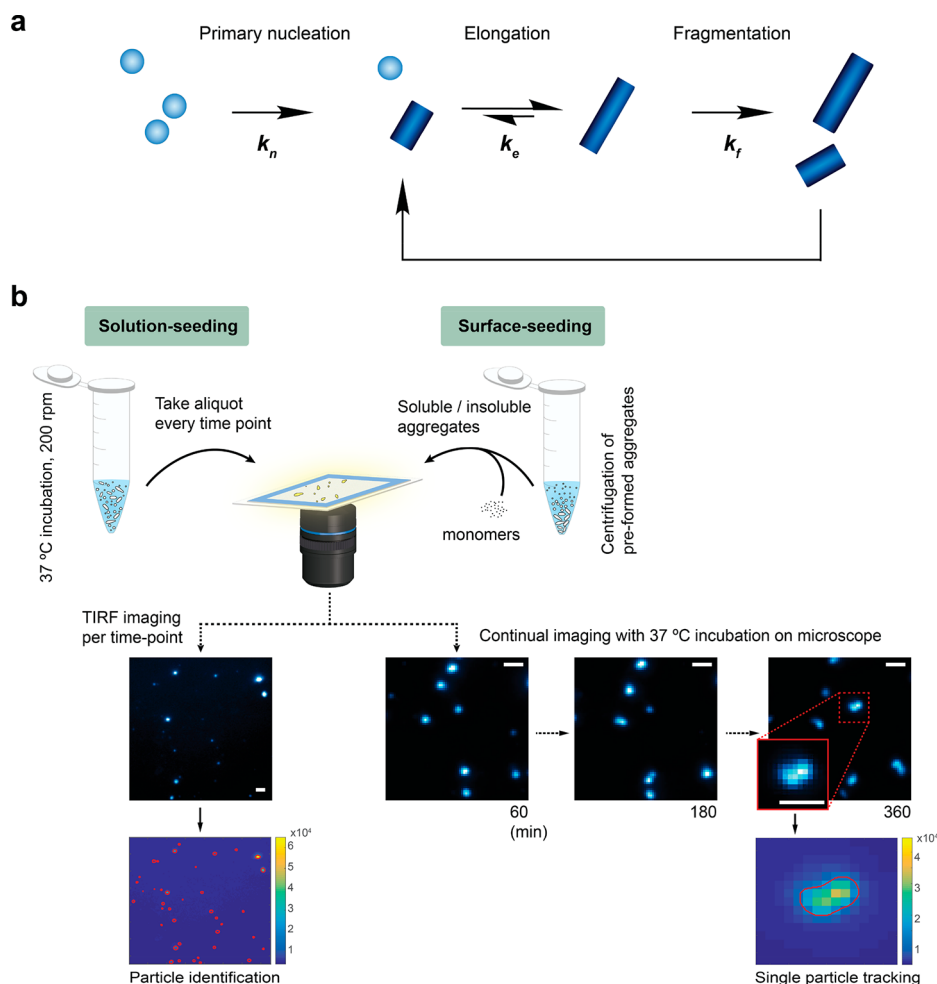 a
Primary nucleation
Elongation
Fragmentation
kn
ke
kf
b
Solution-seeding
Surface-seeding
37 ºC incubation, 200 rpm
Take aliquot
every time point
Soluble / insoluble
aggregates
monomers
Centrifugation of
pre-formed aggregates
TIRF imaging
per time-point
Continual imaging with 37 ºC incubation on microscope
60
(min)
180
360
x10⁴
6
5
4
3
2
1
Particle identification
x10⁴
4
3
2
1
Single particle tracking